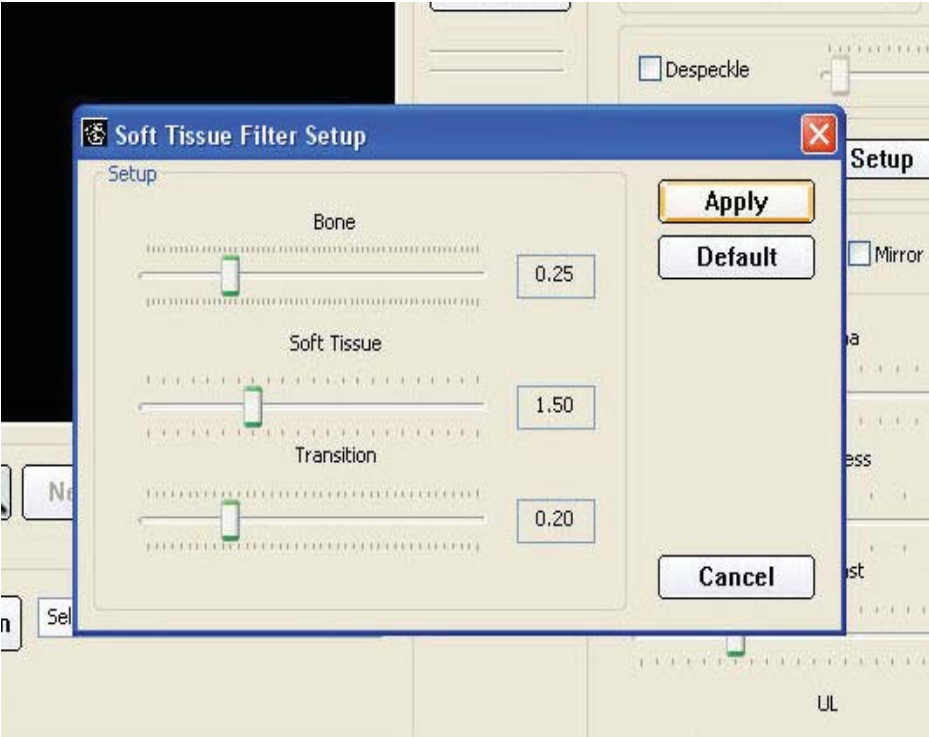 Despeckle
Soft Tissue Filter Setup
Setup
Setup
Apply
Bone
Default
Mirror
0.25
Soft Tissue
1.50
Transition
0.20
Cancel
UL